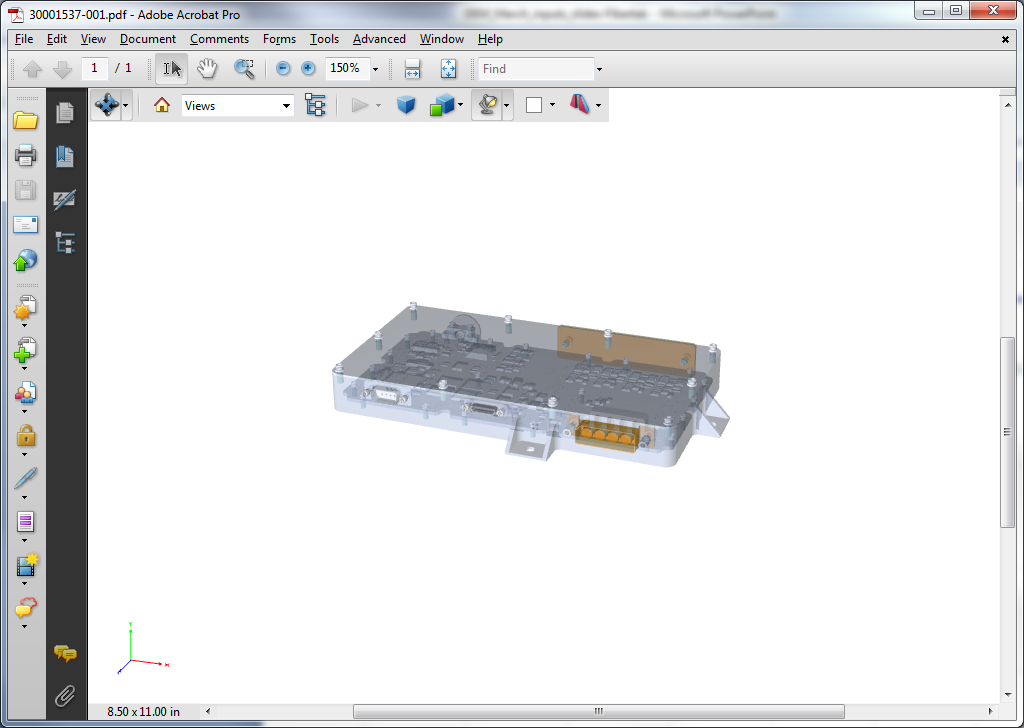 30001537-001.pdf - Adobe Acrobat Pro
File Edit View Document Comments Forms Tools Advanced Window Help
1 / 1 150% Find
Views
Y
X
8.50 x 11.00 in